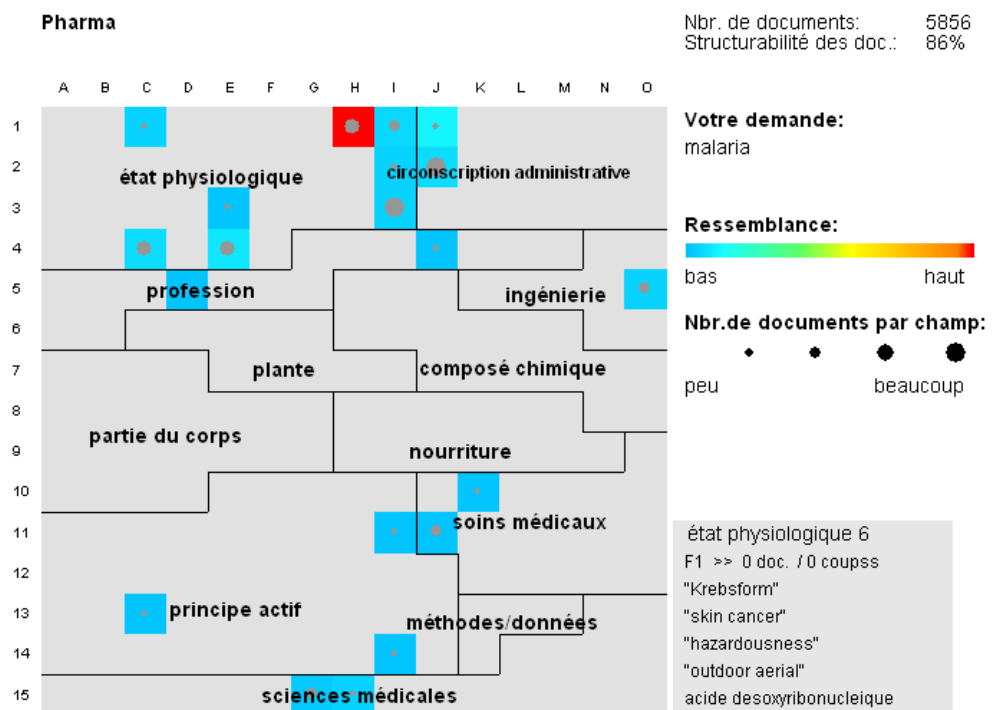 Pharma
Nbr. de documents: 5856
Structurabilité des doc.: 86%
A B C D E F G H I J K L M N O
1
Votre demande:
malaria
2
circonscription administrative
état physiologique
3
Ressemblance:
4
bas haut
5
profession
ingénierie
6
Nbr.de documents par champ:
7
plante
composé chimique
peu beaucoup
8
partie du corps
9
nourriture
10
soins médicaux
11
état physiologique 6
F1 >> 0 doc. / 0 coupss
12
"Krebsform"
13
principe actif
"skin cancer"
méthodes/données
"hazardousness"
14
"outdoor aerial"
15
sciences médicales
acide desoxyribonucleique